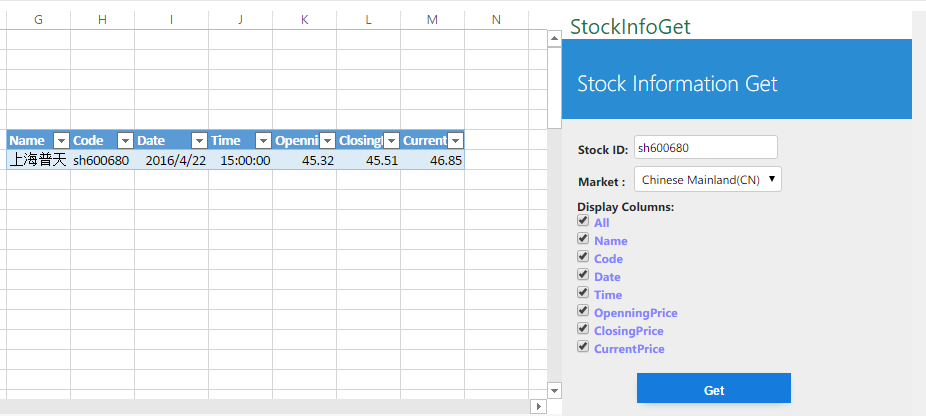 G H I J K L M N
Name Code Date Time Openni Closing Current
上海普天 sh600680 2016/4/22 15:00:00 45.32 45.51 46.85
StockInfoGet
Stock Information Get
Stock ID: sh600680
Market : Chinese Mainland(CN)
Display Columns:
All
Name
Code
Date
Time
OpenningPrice
ClosingPrice
CurrentPrice
Get